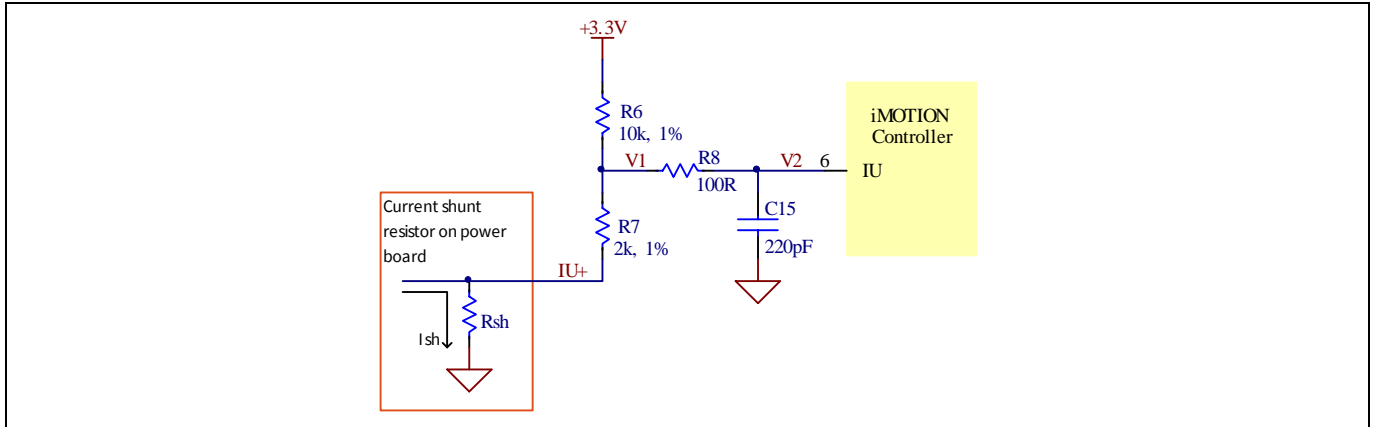 +3.3V
R6
10k, 1%
iMOTION
Controller
V1
R8
100R
V2
6
IU
Current shunt
resistor on power
board
R7
2k, 1%
C15
220pF
IU+
Rsh
Ish